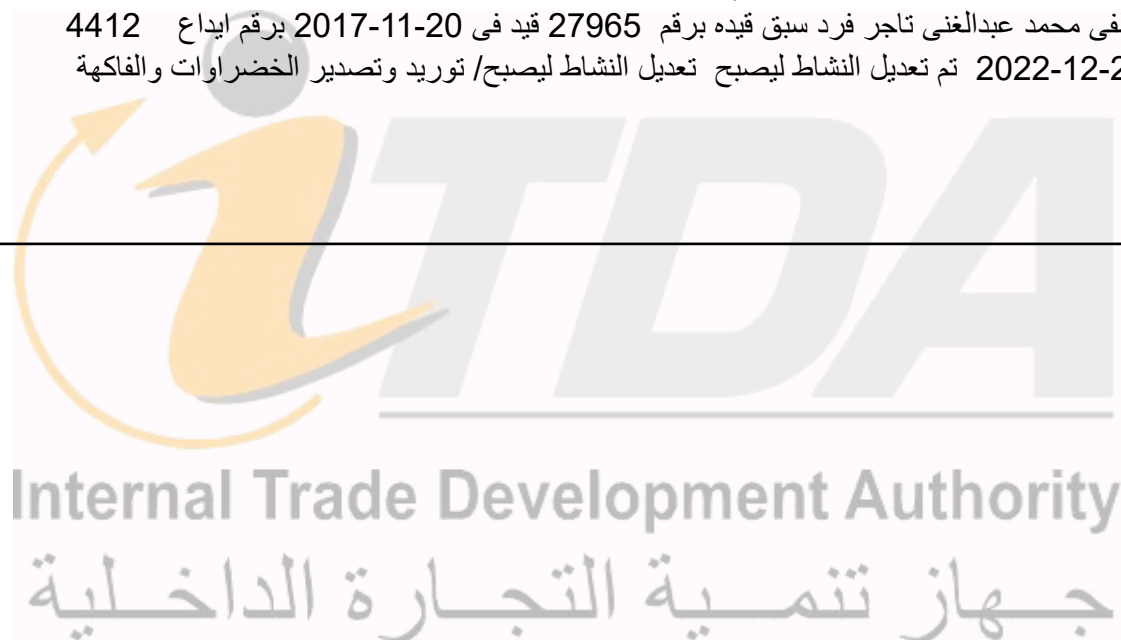 محمد عبدالغنى تاجر فرد سبق قيده برقم 27965 قيد فى 20-11-2017 برقم ايداع 4412
2022-12-2 تم تعديل النشاط ليصبح تعديل النشاط ليصبح/ توريد وتصدير الخضراوات والفاكهة
iTDA
Internal Trade Development Authority
جهاز تنمية التجارة الداخلية